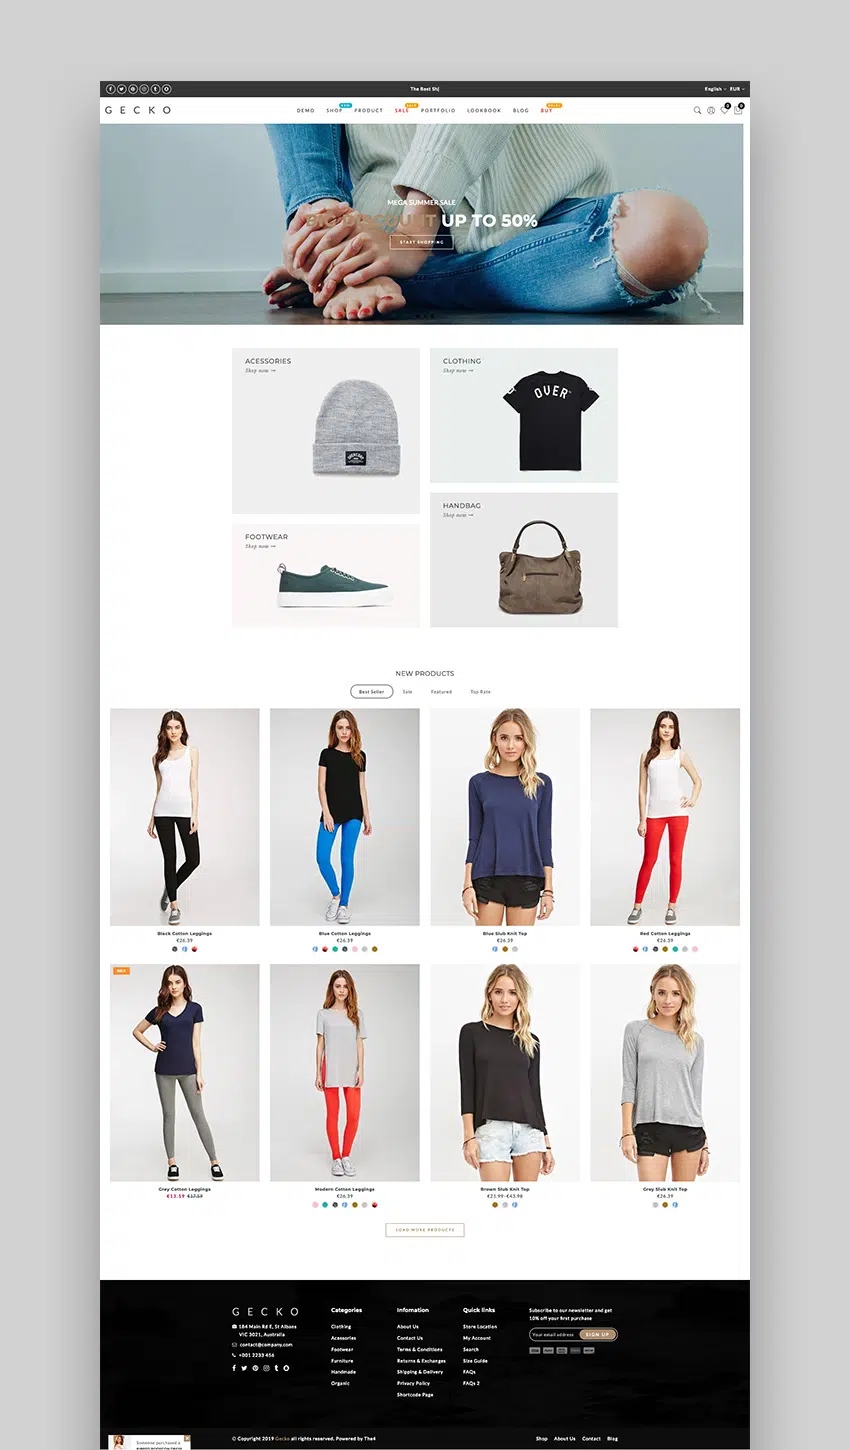 The Best Sh|
English
EUR
GECKO
DEMO
SHOP
NEW
PRODUCT
SALE
SALE
PORTFOLIO
LOOKBOOK
BLOG
BUY
MEGA SUMMER SALE
BIG DISCOUNT UP TO 50%
START SHOPPING
ACESSORIES
Shop now →
CLOTHING
Shop now →
OVER
HANDBAG
Shop now →
FOOTWEAR
Shop now →
NEW PRODUCTS
Best Seller
Sale
Featured
Top Rate
Black Cotton Leggings
€26.39
Blue Cotton Leggings
€26.39
Blue Slub Knit Top
€26.39
Red Cotton Leggings
€26.39
SALE
Grey Cotton Leggings
€13.19 €17.59
Modern Cotton Leggings
€26.39
Brown Slub Knit Top
€21.99-€43.98
Grey Slub Knit Top
€26.39
LOAD MORE PRODUCTS
GECKO
184 Main Rd E, St Albans
VIC 3021, Australia
contact@company.com
+001 2233 456
Categories
Clothing
Acessories
Footwear
Furniture
Handmade
Organic
Infomation
About Us
Contact Us
Terms & Conditions
Returns & Exchanges
Shipping & Delivery
Privacy Policy
Shortcode Page
Quick links
Store Location
My Account
Search
Size Guide
FAQs
FAQs 2
Subscribe to our newsletter and get
10% off your first purchase
Your email address
SIGN UP
© Copyright 2019 Gecko all rights reserved. Powered by The4
Shop
About Us
Contact
Blog
Someone purchased a